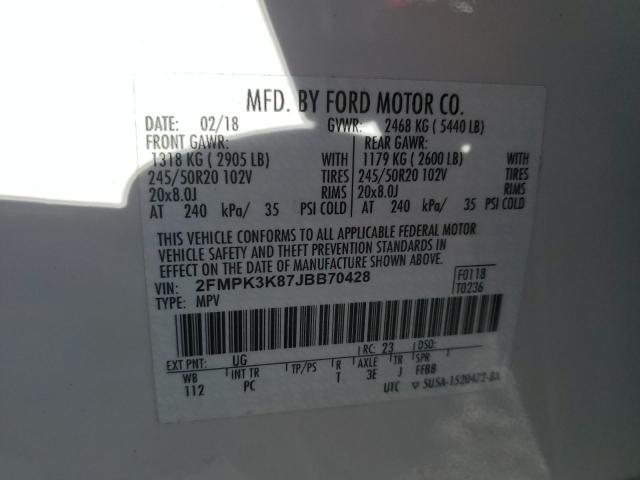 MFD. BY FORD MOTOR CO.
DATE: 02/18 GVWR: 2468 KG ( 5440 LB)
FRONT GAWR: REAR GAWR:
1318 KG ( 2905 LB) WITH 1179 KG ( 2600 LB) WITH
245/50R20 102V TIRES 245/50R20 102V TIRES
20x8.0J RIMS 20x8.0J RIMS
AT 240 kPa/ 35 PSI COLD AT 240 kPa/ 35 PSI COLD
THIS VEHICLE CONFORMS TO ALL APPLICABLE FEDERAL MOTOR
VEHICLE SAFETY AND THEFT PREVENTION STANDARDS IN
EFFECT ON THE DATE OF MANUFACTURE SHOWN ABOVE.
VIN: 2FMPK3K87JBB70428 F0118
TYPE: MPV T0236
EXT PNT: UG RC: 23 DSO:
WB INT TR TP/PS R AXLE TR SPR
112 PC T 3E J FFB8
UTC 5U5A-1520472-BA